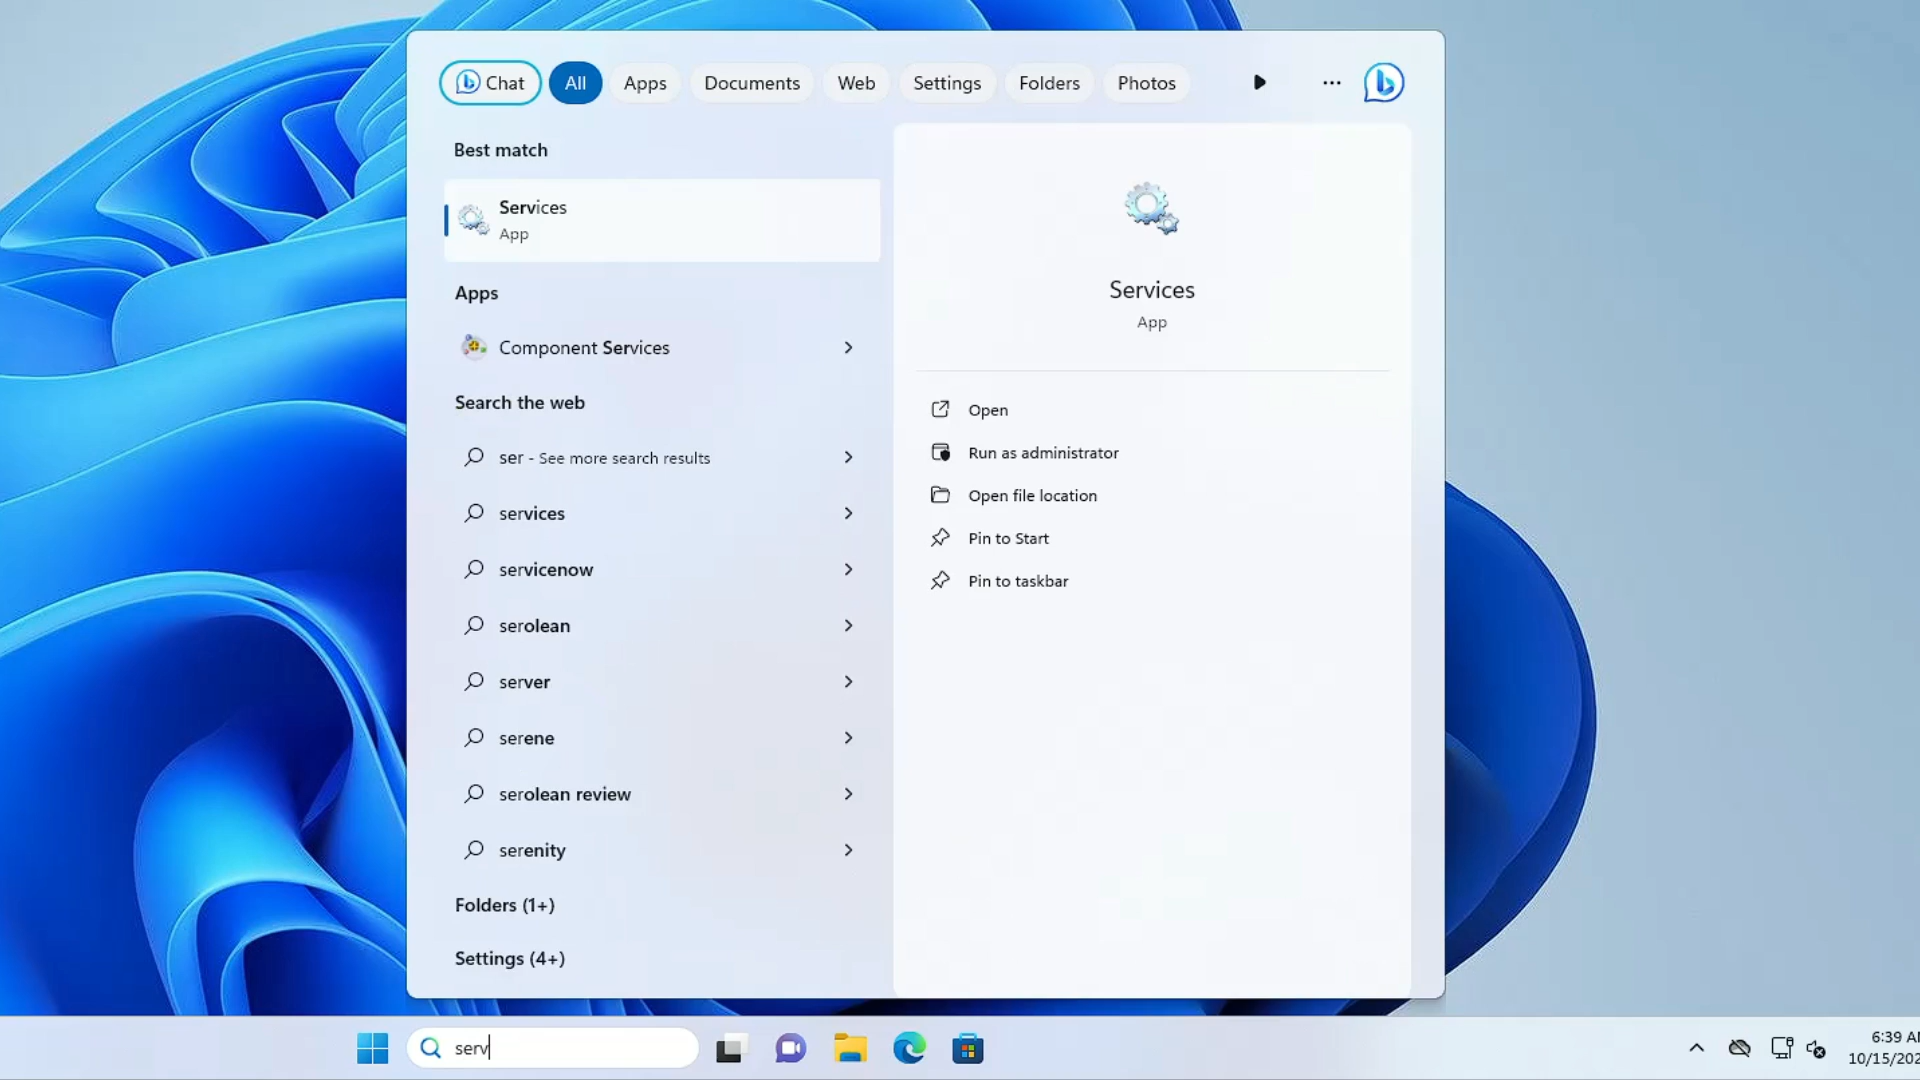 Chat
All
Apps
Documents
Web
Settings
Folders
Photos
Best match
Services
App
Apps
Component Services
Search the web
ser - See more search results
services
servicenow
serolean
server
serene
serolean review
serenity
Folders (1+)
Settings (4+)
Services
App
Open
Run as administrator
Open file location
Pin to Start
Pin to taskbar
serv
6:39 AM
10/15/202